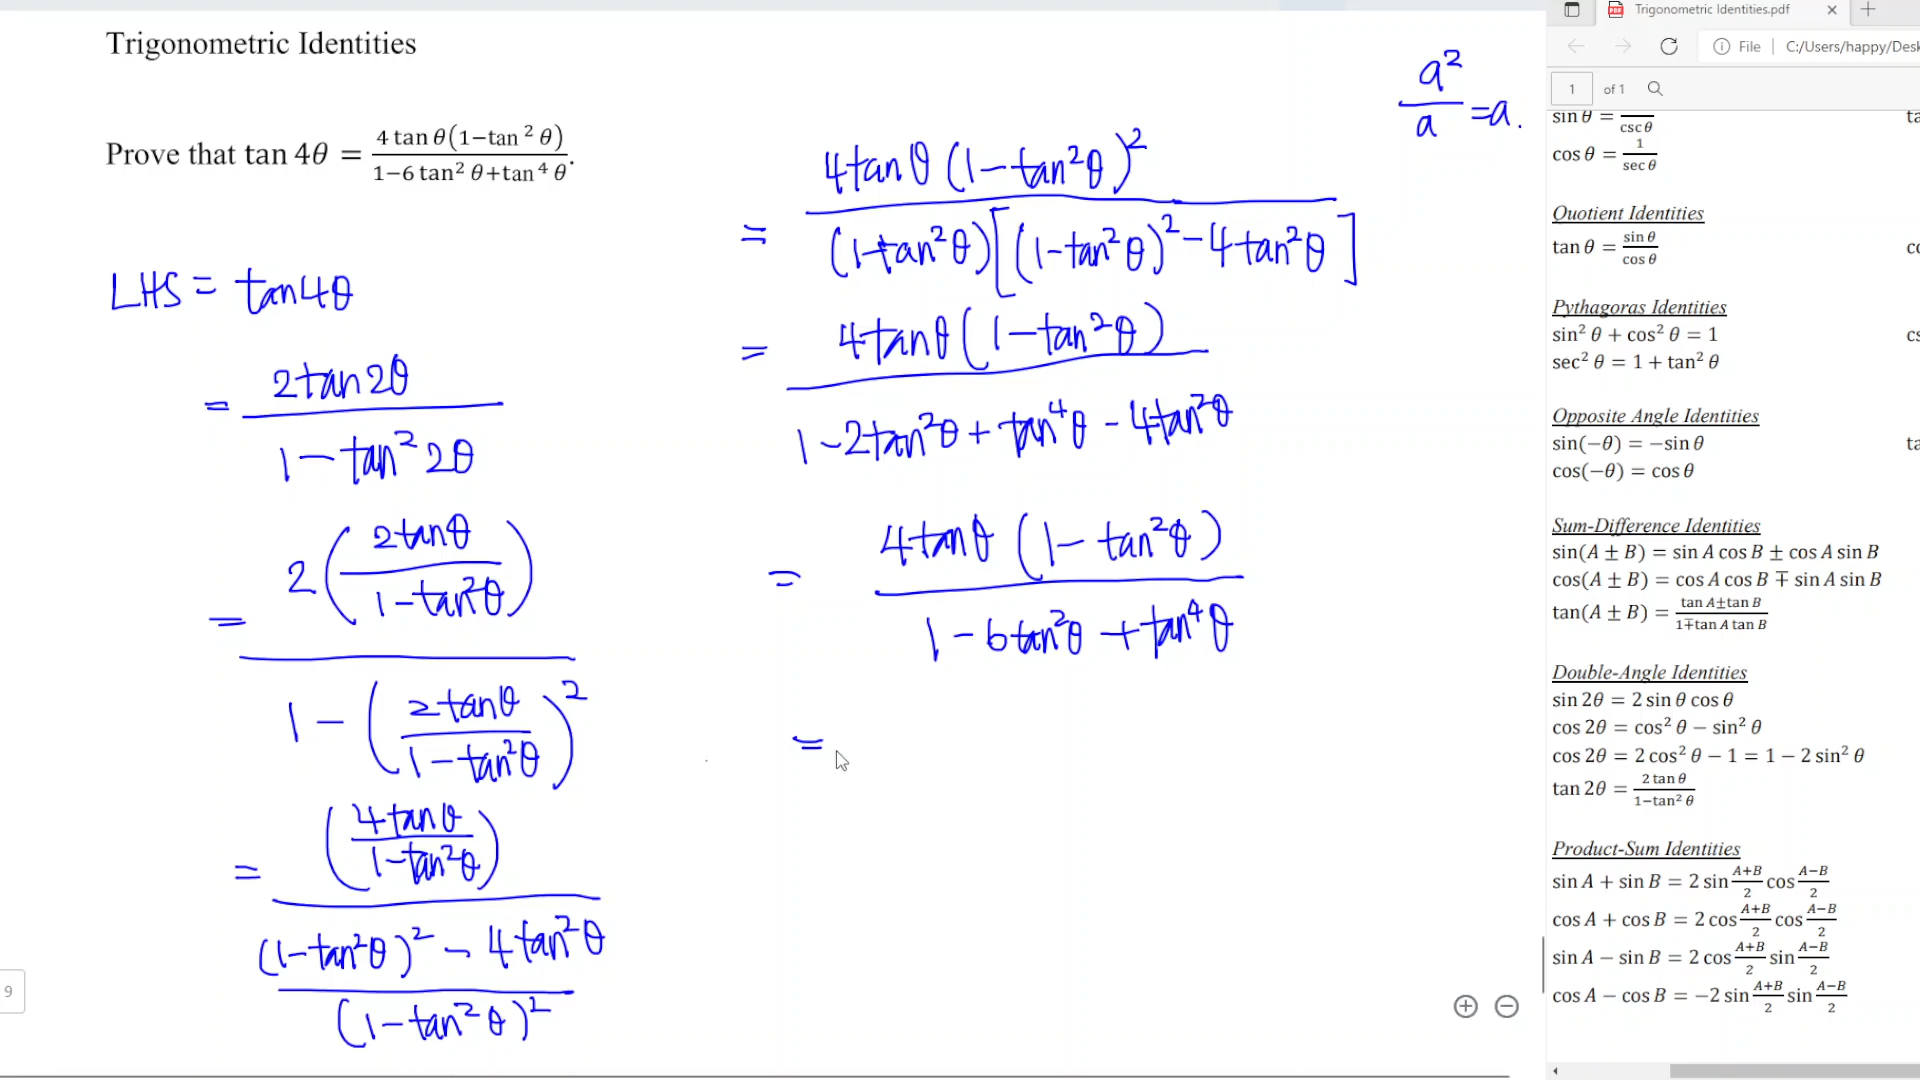 Trigonometric Identities
Prove that tan 4θ = 4 tan θ(1−tan ² θ) / 1−6 tan² θ+tan ⁴ θ.
LHS = tan4θ
= 2tan2θ / 1 − tan² 2θ
= 2(2tanθ / 1−tan²θ) / 1 − (2tanθ / 1−tan²θ)²
= (4tanθ / 1−tan²θ) / (1−tan²θ)² − 4tan²θ / (1−tan²θ)²
= 4tanθ (1−tan²θ)² / (1−tan²θ)[(1−tan²θ)² − 4tan²θ]
= 4tanθ (1−tan²θ) / 1−2tan²θ + tan⁴θ − 4tan²θ
= 4tanθ (1 − tan²θ) / 1 − 6tan²θ + tan⁴θ
=
a² / a = a.
9
Trigonometric Identities.pdf
File | C:/Users/happy/Desk
1 of 1
sin θ = / csc θ
cos θ = 1 / sec θ
Quotient Identities
tan θ = sin θ / cos θ
Pythagoras Identities
sin² θ + cos² θ = 1
sec² θ = 1 + tan² θ
Opposite Angle Identities
sin(−θ) = −sin θ
cos(−θ) = cos θ
Sum-Difference Identities
sin(A ± B) = sin A cos B ± cos A sin B
cos(A ± B) = cos A cos B ∓ sin A sin B
tan(A ± B) = tan A±tan B / 1∓tan A tan B
Double-Angle Identities
sin 2θ = 2 sin θ cos θ
cos 2θ = cos² θ − sin² θ
cos 2θ = 2 cos² θ − 1 = 1 − 2 sin² θ
tan 2θ = 2 tan θ / 1−tan² θ
Product-Sum Identities
sin A + sin B = 2 sin A+B / 2 cos A−B / 2
cos A + cos B = 2 cos A+B / 2 cos A−B / 2
sin A − sin B = 2 cos A+B / 2 sin A−B / 2
cos A − cos B = −2 sin A+B / 2 sin A−B / 2